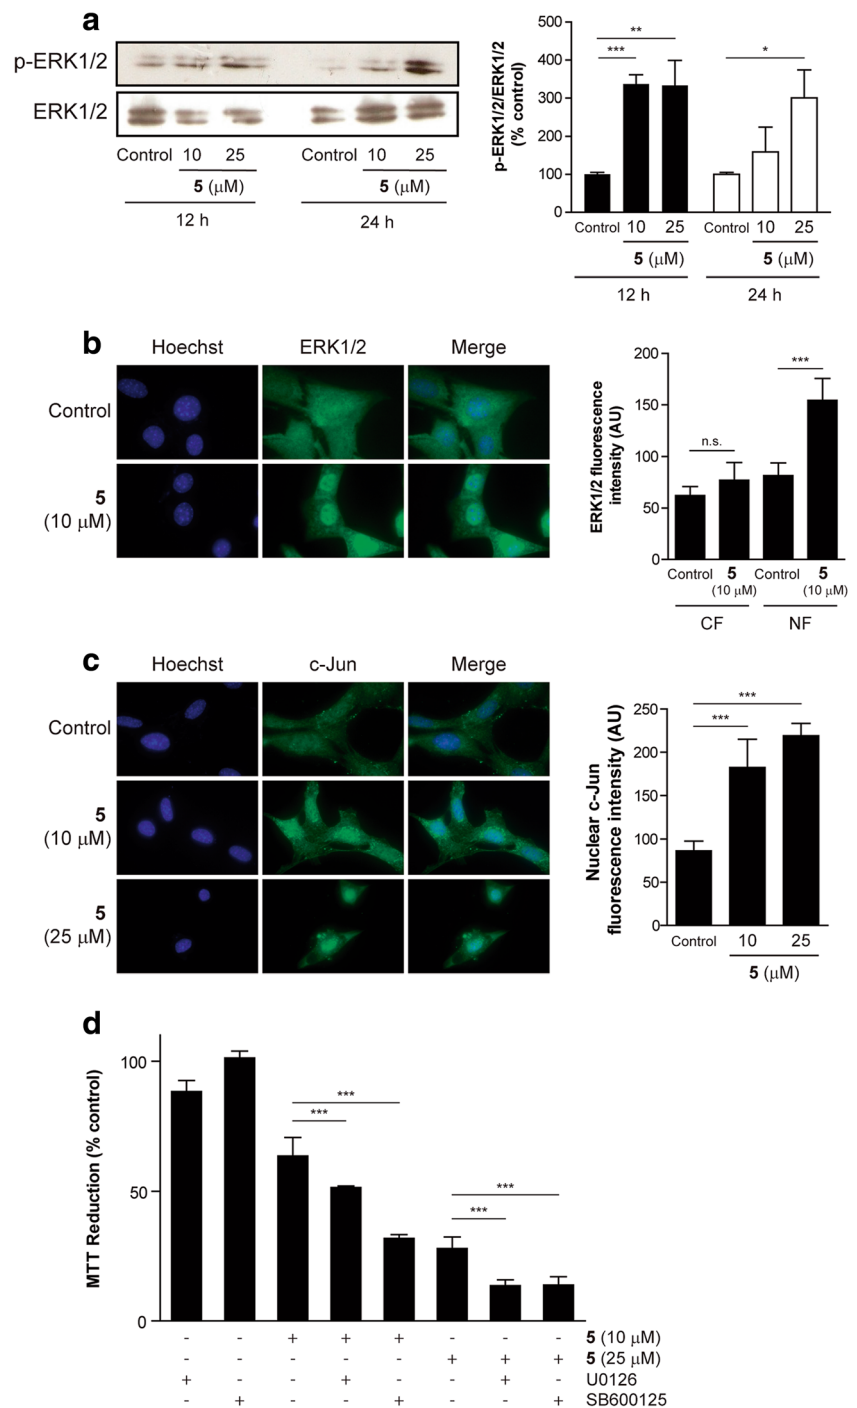 a
p-ERK1/2
ERK1/2
Control 10 25 Control 10 25
5 (µM) 5 (µM)
12 h 24 h
p-ERK1/2/ERK1/2
(% control)
500
400
300
200
100
0
** *
***
Control 10 25 Control 10 25
5 (µM) 5 (µM)
12 h 24 h
b
Hoechst ERK1/2 Merge
Control
5
(10 µM)
ERK1/2 fluorescence
intensity (AU)
200
150
100
50
0
n.s. ***
Control 5 Control 5
(10 µM) (10 µM)
CF NF
c
Hoechst c-Jun Merge
Control
5
(10 µM)
5
(25 µM)
Nuclear c-Jun
fluorescence intensity (AU)
250
200
150
100
50
0
***
***
Control 10 25
5 (µM)
d
MTT Reduction (% control)
100
50
0
***
***
***
***
- - + + + - - - 5 (10 µM)
- - - - - + + + 5 (25 µM)
+ - - + - - + - U0126
- + - - + - - + SB600125